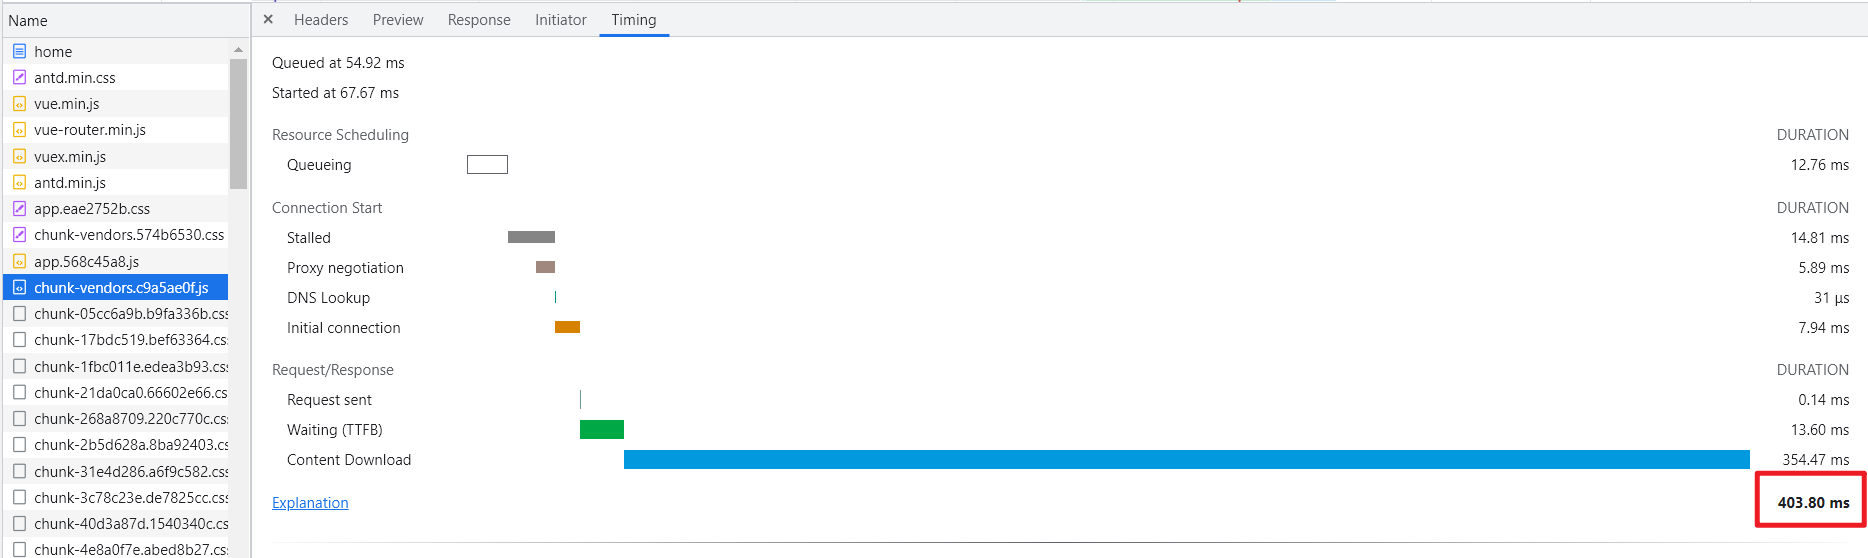 Name
home
antd.min.css
vue.min.js
vue-router.min.js
vuex.min.js
antd.min.js
app.eae2752b.css
chunk-vendors.574b6530.css
app.568c45a8.js
chunk-vendors.c9a5ae0f.js
chunk-05cc6a9b.b9fa336b.css
chunk-17bdc519.bef63364.cs
chunk-1fbc011e.edea3b93.css
chunk-21da0ca0.66602e66.cs
chunk-268a8709.220c770c.cs
chunk-2b5d628a.8ba92403.cs
chunk-31e4d286.a6f9c582.css
chunk-3c78c23e.de7825cc.css
chunk-40d3a87d.1540340c.cs
chunk-4e8a0f7e.abed8b27.cs
× Headers Preview Response Initiator Timing
Queued at 54.92 ms
Started at 67.67 ms
Resource Scheduling DURATION
Queueing 12.76 ms
Connection Start DURATION
Stalled 14.81 ms
Proxy negotiation 5.89 ms
DNS Lookup 31 μs
Initial connection 7.94 ms
Request/Response DURATION
Request sent 0.14 ms
Waiting (TTFB) 13.60 ms
Content Download 354.47 ms
Explanation 403.80 ms